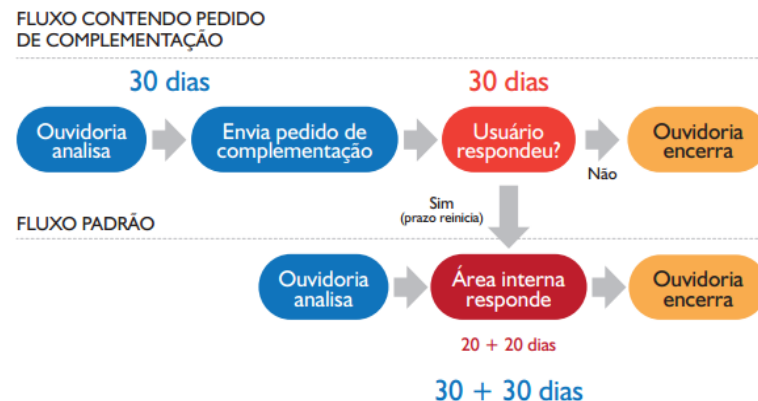 FLUXO CONTENDO PEDIDO
DE COMPLEMENTAÇÃO
30 dias
30 dias
Ouvidoria
analisa
Envia pedido de
complementação
Usuário
respondeu?
Não
Ouvidoria
encerra
Sim
(prazo reinicia)
FLUXO PADRÃO
Ouvidoria
analisa
Área interna
responde
Ouvidoria
encerra
20 + 20 dias
30 + 30 dias